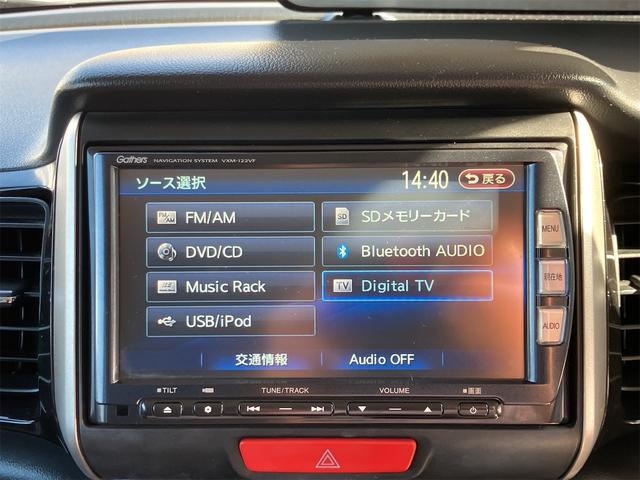 Gathers NAVIGATION SYSTEM VXM-122VF
ソース選択 14:40 戻る
FM/AM SD SDメモリーカード
DVD/CD Bluetooth AUDIO
Music Rack TV Digital TV
USB/iPod
交通情報 Audio OFF
MENU
現在地
AUDIO
TILT TUNE/TRACK VOLUME 画面